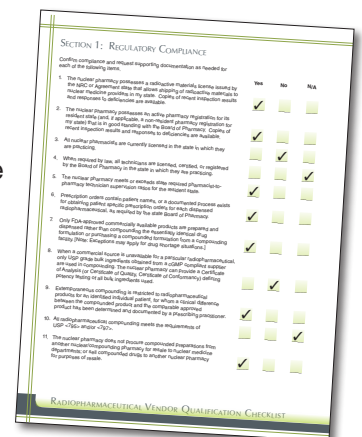 e
SECTION 1: REGULATORY COMPLIANCE
Confirm compliance and request supporting documentation as needed for
each of the following items.
Yes No N/A
1. The nuclear pharmacy possesses a radioactive materials license issued by
the NRC or Agreement state that allows shipping of radioactive materials to
nuclear medicine providers in my state. Copies of recent inspection results
and responses to deficiencies are available.
2. The nuclear pharmacy possesses an active pharmacy registration for its
resident state (and, if applicable, a non-resident pharmacy registration for
my state) that is in good standing with the Board of Pharmacy. Copies of
recent inspection results and responses to deficiencies are available.
3. All nuclear pharmacists are currently licensed in the state in which they
are practicing.
4. When required by law, all technicians are licensed, certified, or registered
by the Board of Pharmacy in the state in which they are practicing.
5. The nuclear pharmacy meets or exceeds state required pharmacist-to-
pharmacy technician supervision ratios for the resident state.
6. Prescription orders contain patient names, or a documented process exists
for obtaining patient specific prescription orders for each dispensed
radiopharmaceutical, as required by the state Board of Pharmacy.
7. Only FDA-approved commercially available products are prepared and
dispensed rather than compounding the essentially identical drug
formulation or purchasing a compounded formulation from a compounding
facility [Note: Exceptions may apply for drug shortage situations.]
8. When a commercial source is unavailable for a particular radiopharmaceutical,
only USP grade bulk ingredients obtained from a cGMP compliant supplier
are used in compounding. The nuclear pharmacy can provide a Certificate
of Analysis (or Certificate of Quality, Certificate of Conformity) defining
potency testing of all bulk ingredients used.
9. Extemporaneous compounding is restricted to radiopharmaceutical
products for an identified individual patient, for whom a clinical difference
between the compounded product and the comparable approved
product has been determined and documented by a prescribing practitioner.
10. All radiopharmaceutical compounding meets the requirements of
USP <795> and/or <797>.
11. The nuclear pharmacy does not procure compounded preparations from
another nuclear/compounding pharmacy for resale to nuclear medicine
departments; or sell compounded drugs to another nuclear pharmacy
for purposes of resale.
RADIOPHARMACEUTICAL VENDOR QUALIFICATION CHECKLIST